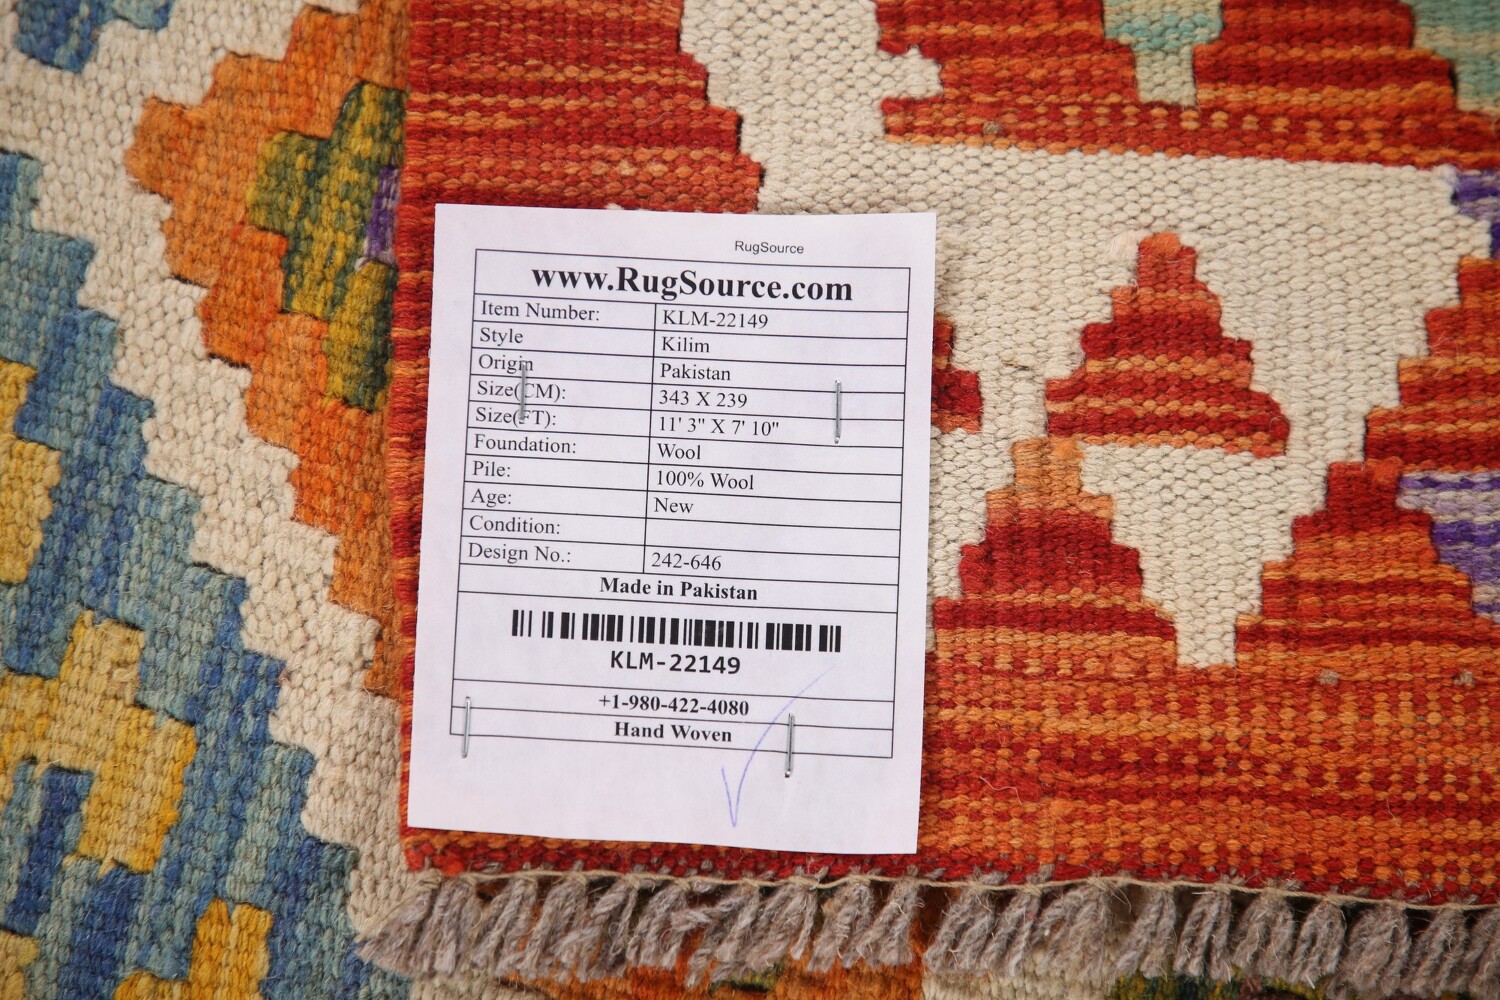 RugSource
www.RugSource.com
Item Number: KLM-22149
Style Kilim
Origin Pakistan
Size(CM): 343 X 239
Size(FT): 11' 3" X 7' 10"
Foundation: Wool
Pile: 100% Wool
Age: New
Condition:
Design No.: 242-646
Made in Pakistan
KLM-22149
+1-980-422-4080
Hand Woven